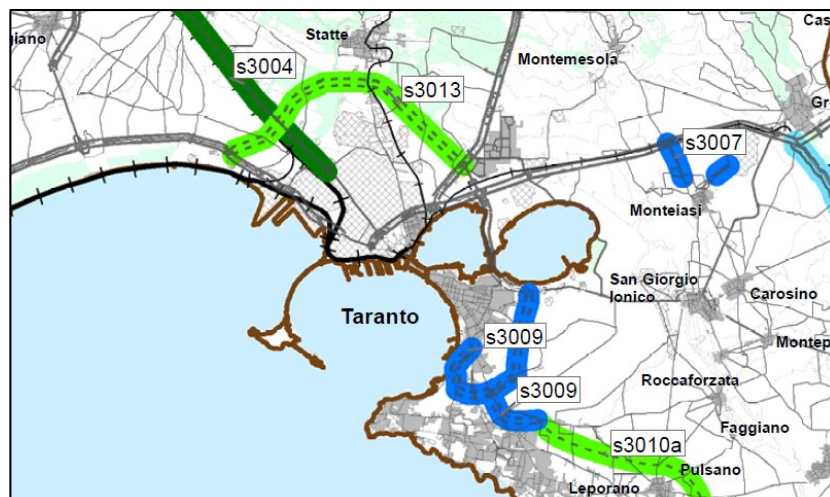 giano
Statte
Cas
s3004
Montemesola
s3013
Gr
s3007
Monteiasi
San Giorgio
Ionico
Carosino
Taranto
s3009
Montep
s3009
Roccaforzata
Faggiano
s3010a
Pulsano
Leporano